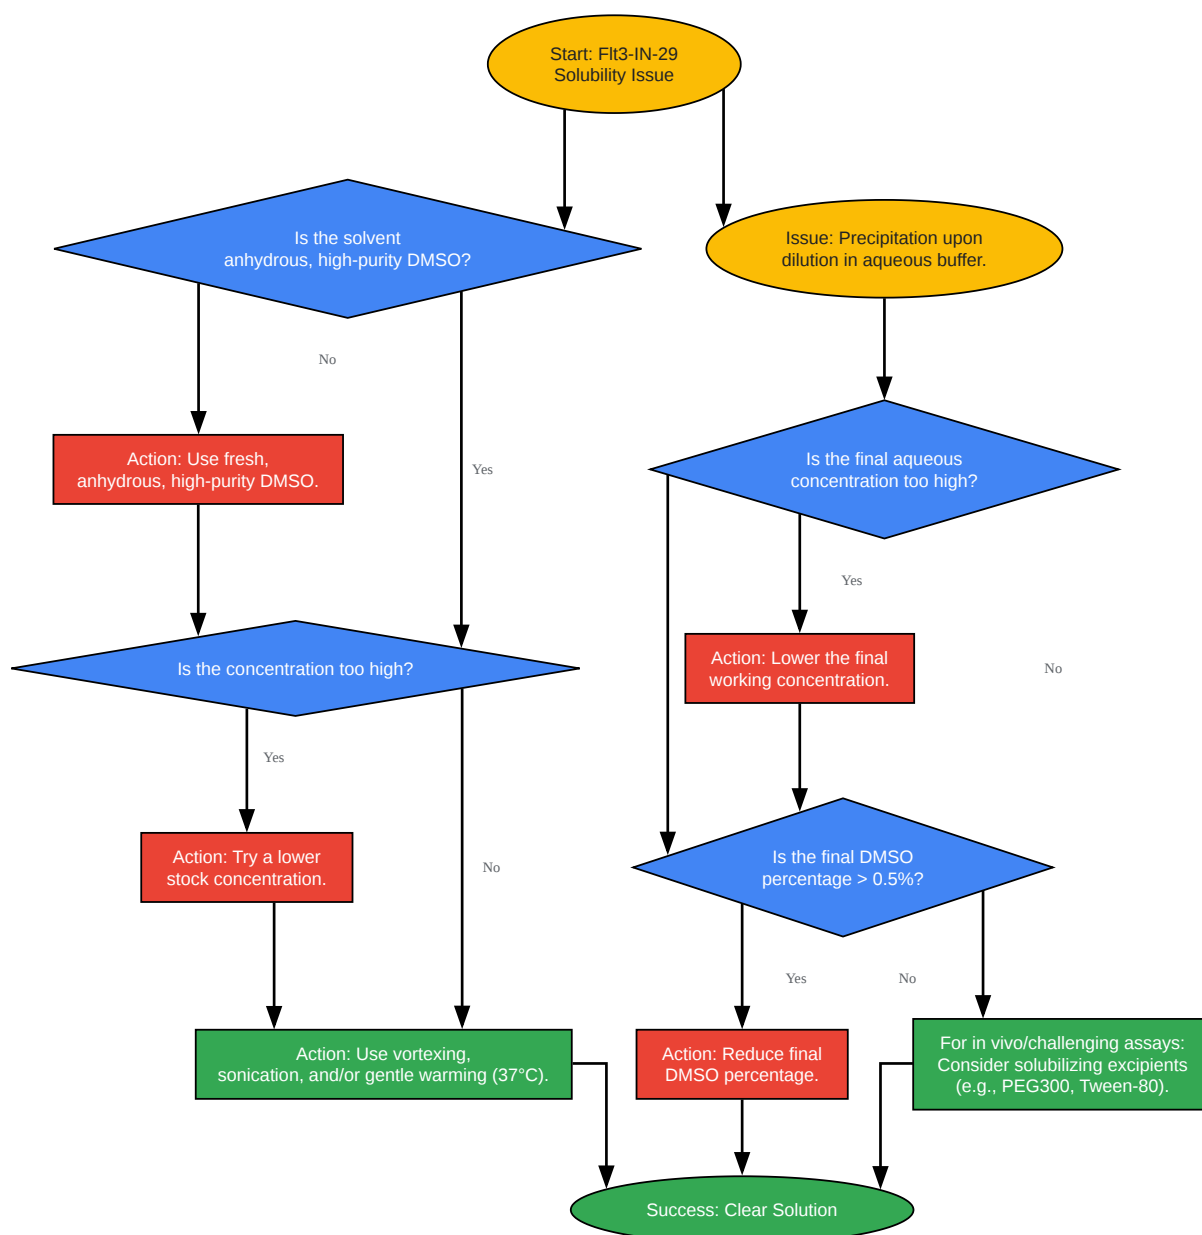 Start: Flt3-IN-29
Solubility Issue
Is the solvent
anhydrous, high-purity DMSO?
Issue: Precipitation upon
dilution in aqueous buffer.
No
Action: Use fresh,
anhydrous, high-purity DMSO.
Yes
Is the final aqueous
concentration too high?
Yes
Is the concentration too high?
Action: Lower the final
working concentration.
No
Yes
Action: Try a lower
stock concentration.
No
Is the final DMSO
percentage > 0.5%?
Yes
No
Action: Use vortexing,
sonication, and/or gentle warming (37°C).
Action: Reduce final
DMSO percentage.
For in vivo/challenging assays:
Consider solubilizing excipients
(e.g., PEG300, Tween-80).
Success: Clear Solution